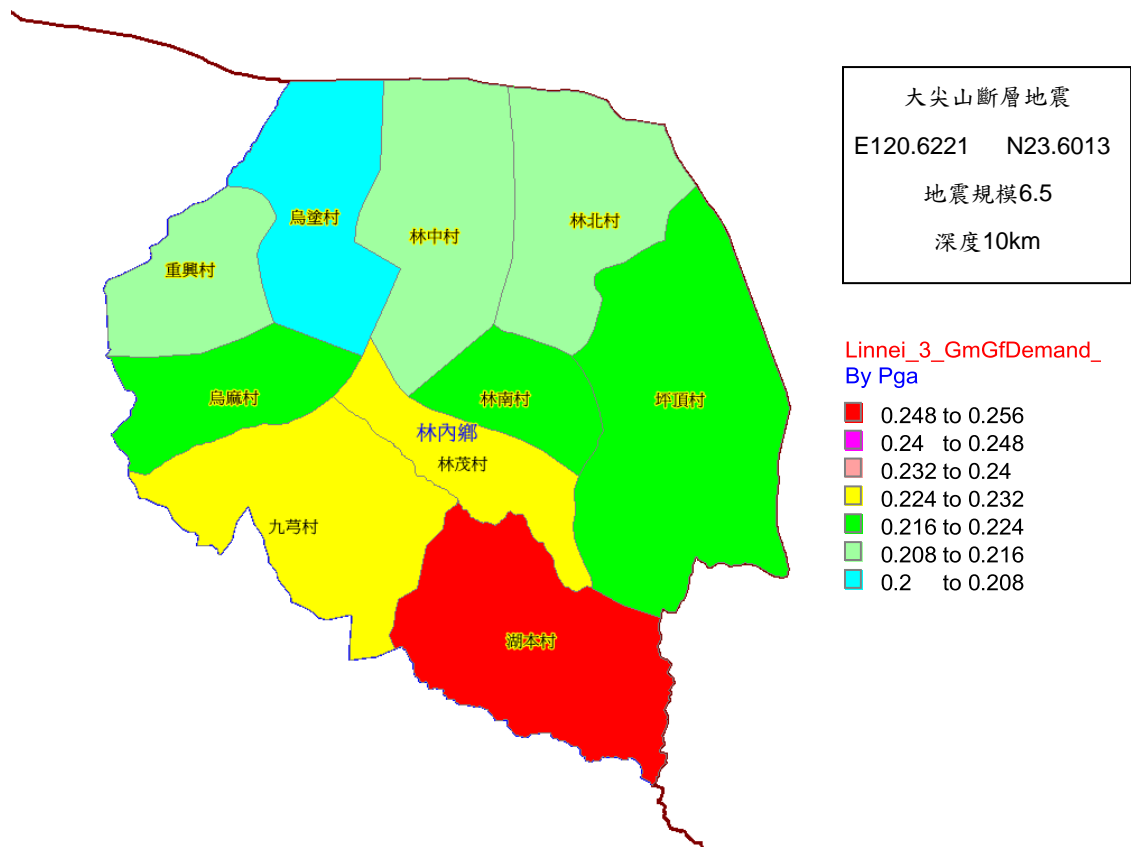 大尖山斷層地震
E120.6221 N23.6013
地震規模6.5
深度10km
烏塗村
林中村
林北村
重興村
烏麻村
林南村
坪頂村
林內鄉
林茂村
九芎村
湖本村
Linnei_3_GmGfDemand_
By Pga
0.248 to 0.256
0.24 to 0.248
0.232 to 0.24
0.224 to 0.232
0.216 to 0.224
0.208 to 0.216
0.2 to 0.208